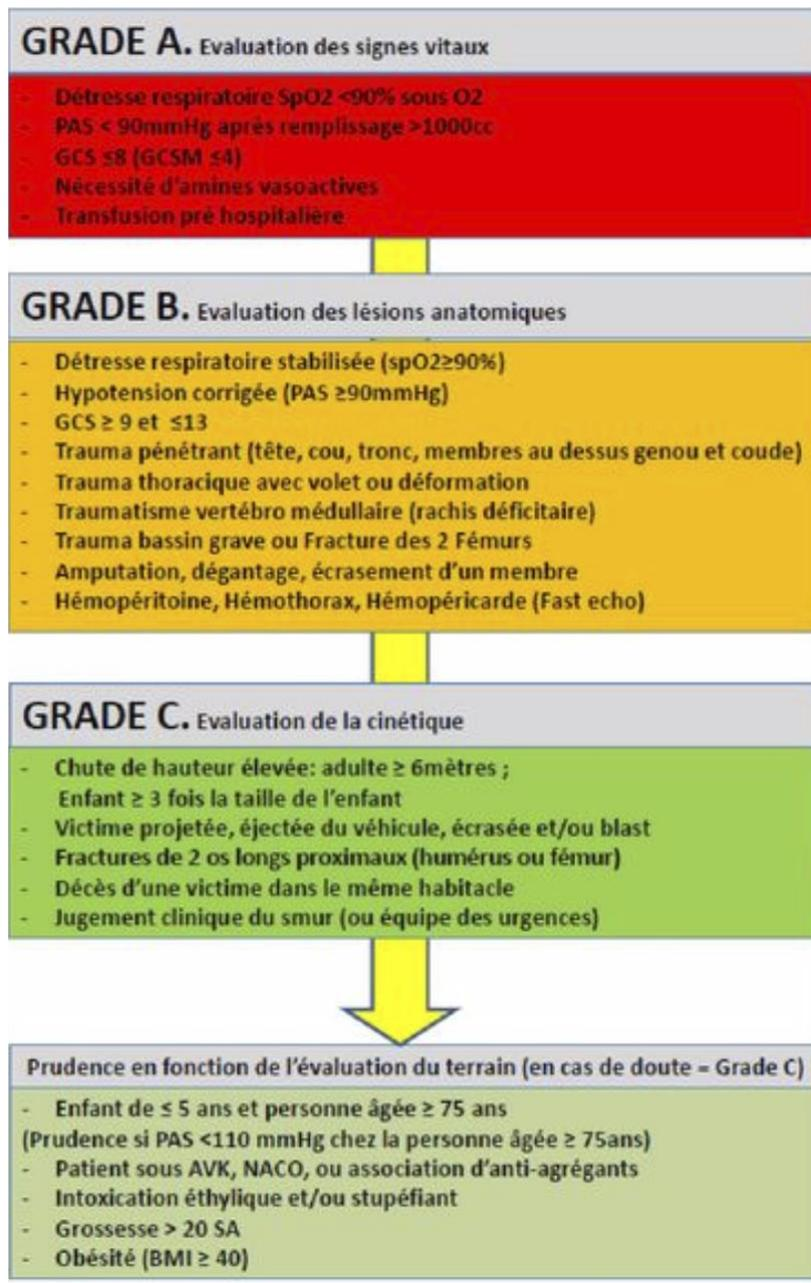 GRADE A. Evaluation des signes vitaux
- Détresse respiratoire SpO2 <90% sous O2
- PAS < 90mmHg après remplissage >1000cc
- GCS ≤8 (GCSM ≤4)
- Nécessité d'amines vasoactives
- Transfusion pré hospitalière
GRADE B. Evaluation des lésions anatomiques
- Détresse respiratoire stabilisée (spO2≥90%)
- Hypotension corrigée (PAS ≥90mmHg)
- GCS ≥ 9 et ≤13
- Trauma pénétrant (tête, cou, tronc, membres au dessus genou et coude)
- Trauma thoracique avec volet ou déformation
- Traumatisme vertébro médullaire (rachis déficitaire)
- Trauma bassin grave ou Fracture des 2 Fémurs
- Amputation, dégantage, écrasement d'un membre
- Hémopéritoine, Hémothorax, Hémopéricarde (Fast echo)
GRADE C. Evaluation de la cinétique
- Chute de hauteur élevée: adulte ≥ 6mètres ;
Enfant ≥ 3 fois la taille de l'enfant
- Victime projetée, éjectée du véhicule, écrasée et/ou blast
- Fractures de 2 os longs proximaux (humérus ou fémur)
- Décès d'une victime dans le même habitacle
- Jugement clinique du smur (ou équipe des urgences)
Prudence en fonction de l'évaluation du terrain (en cas de doute = Grade C)
- Enfant de ≤ 5 ans et personne âgée ≥ 75 ans
(Prudence si PAS <110 mmHg chez la personne âgée ≥ 75ans)
- Patient sous AVK, NACO, ou association d'anti-agrégants
- Intoxication éthylique et/ou stupéfiant
- Grossesse > 20 SA
- Obésité (BMI ≥ 40)